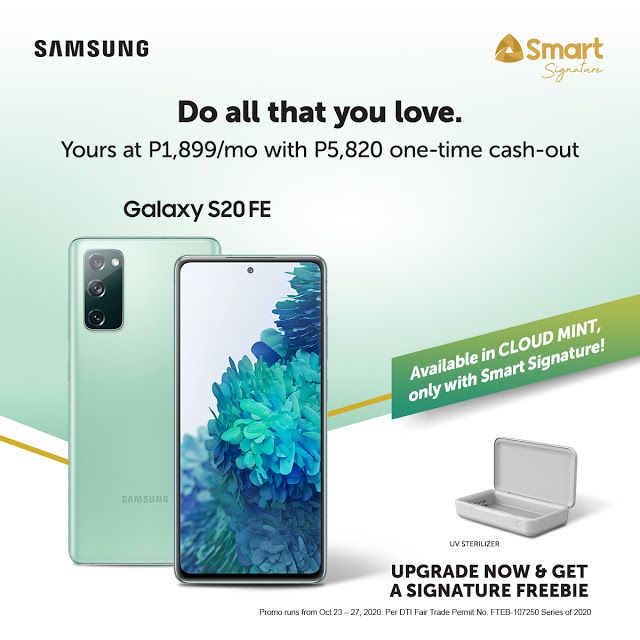 SAMSUNG
Smart
Signature
Do all that you love.
Yours at P1,899/mo with P5,820 one-time cash-out
Galaxy S20 FE
Available in CLOUD MINT,
only with Smart Signature!
SAMSUNG
UV STERILIZER
UPGRADE NOW & GET
A SIGNATURE FREEBIE
Promo runs from Oct 23 – 27, 2020. Per DTI Fair Trade Permit No. FTEB-107250 Series of 2020